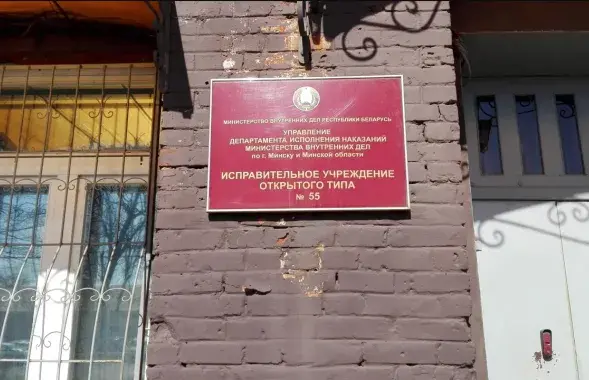 МИНИСТЕРСТВО ВНУТРЕННИХ ДЕЛ РЕСПУБЛИКИ БЕЛАРУСЬ
УПРАВЛЕНИЕ
ДЕПАРТАМЕНТА ИСПОЛНЕНИЯ НАКАЗАНИЙ
МИНИСТЕРСТВА ВНУТРЕННИХ ДЕЛ
по г. Минску и Минской области
ИСПРАВИТЕЛЬНОЕ УЧРЕЖДЕНИЕ
ОТКРЫТОГО ТИПА
№ 55